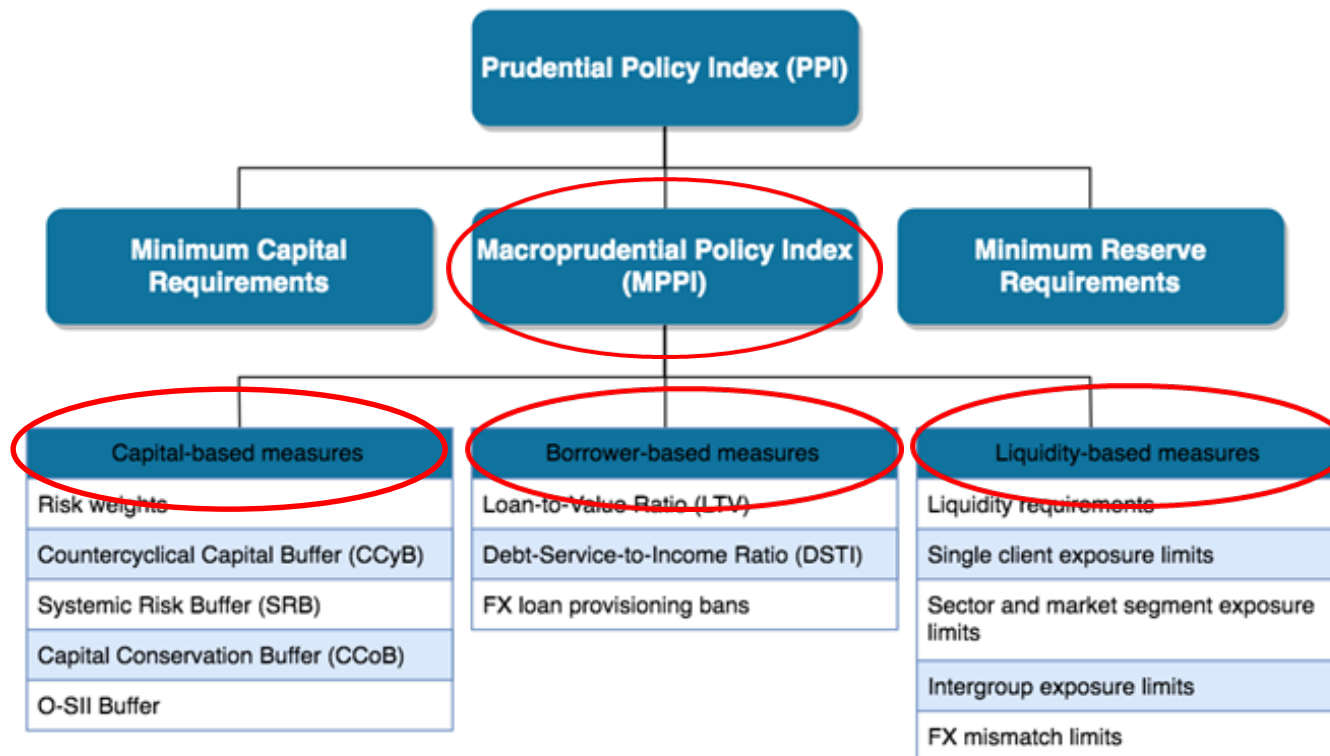 Prudential Policy Index (PPI)
Minimum Capital
Requirements
Macroprudential Policy Index
(MPPI)
Minimum Reserve
Requirements
Capital-based measures
Risk weights
Countercyclical Capital Buffer (CCyB)
Systemic Risk Buffer (SRB)
Capital Conservation Buffer (CCoB)
O-SII Buffer
Borrower-based measures
Loan-to-Value Ratio (LTV)
Debt-Service-to-Income Ratio (DSTI)
FX loan provisioning bans
Liquidity-based measures
Liquidity requirements
Single client exposure limits
Sector and market segment exposure
limits
Intergroup exposure limits
FX mismatch limits